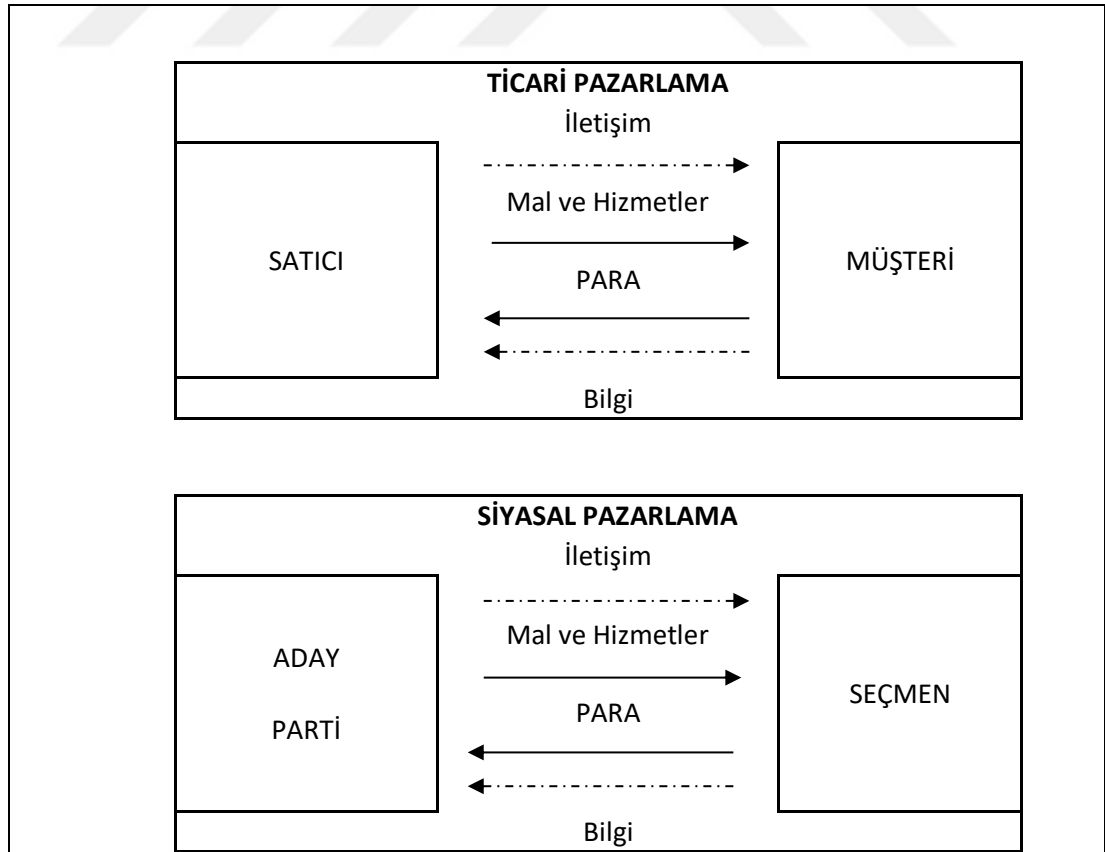 TİCARİ PAZARLAMA
İletişim
Mal ve Hizmetler
SATICI
MÜŞTERİ
PARA
Bilgi
SİYASAL PAZARLAMA
İletişim
Mal ve Hizmetler
ADAY
PARTİ
SEÇMEN
PARA
Bilgi